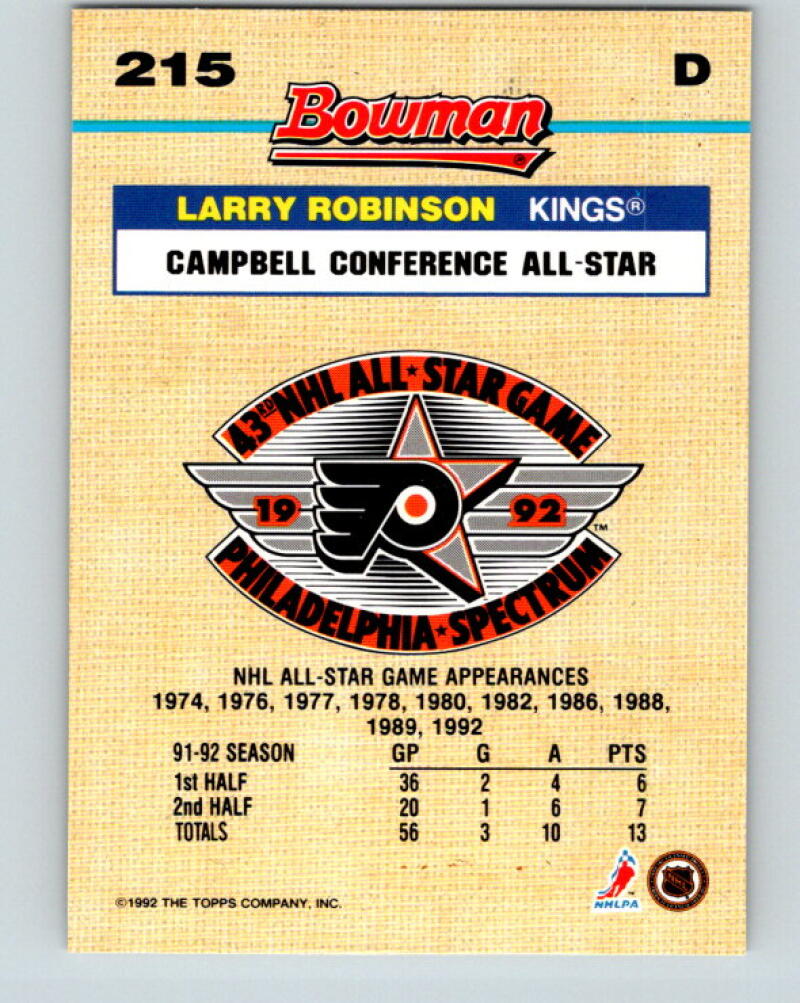 215 D
Bowman
LARRY ROBINSON KINGS®
CAMPBELL CONFERENCE ALL-STAR
43RD NHL ALL★STAR GAME
19 92
™
PHILADELPHIA★SPECTRUM
NHL ALL-STAR GAME APPEARANCES
1974, 1976, 1977, 1978, 1980, 1982, 1986, 1988,
1989, 1992
91-92 SEASON GP G A PTS
1st HALF 36 2 4 6
2nd HALF 20 1 6 7
TOTALS 56 3 10 13
NHLPA
NHL
©1992 THE TOPPS COMPANY, INC.